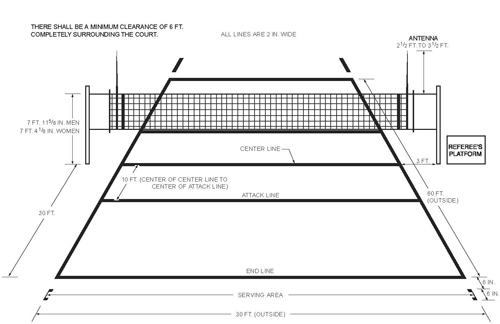 THERE SHALL BE A MINIMUM CLEARANCE OF 6 FT.
COMPLETELY SURROUNDING THE COURT.
ALL LINES ARE 2 IN. WIDE
ANTENNA
2 1/2 FT. TO 3 1/2 FT.
7 FT. 11 5/8 IN. MEN
7 FT. 4 1/8 IN. WOMEN
REFEREE'S
PLATFORM
CENTER LINE
3 FT.
10 FT. (CENTER OF CENTER LINE TO
CENTER OF ATTACK LINE)
ATTACK LINE
60 FT.
(OUTSIDE)
30 FT.
END LINE
6 IN.
SERVING AREA
6 IN.
30 FT. (OUTSIDE)